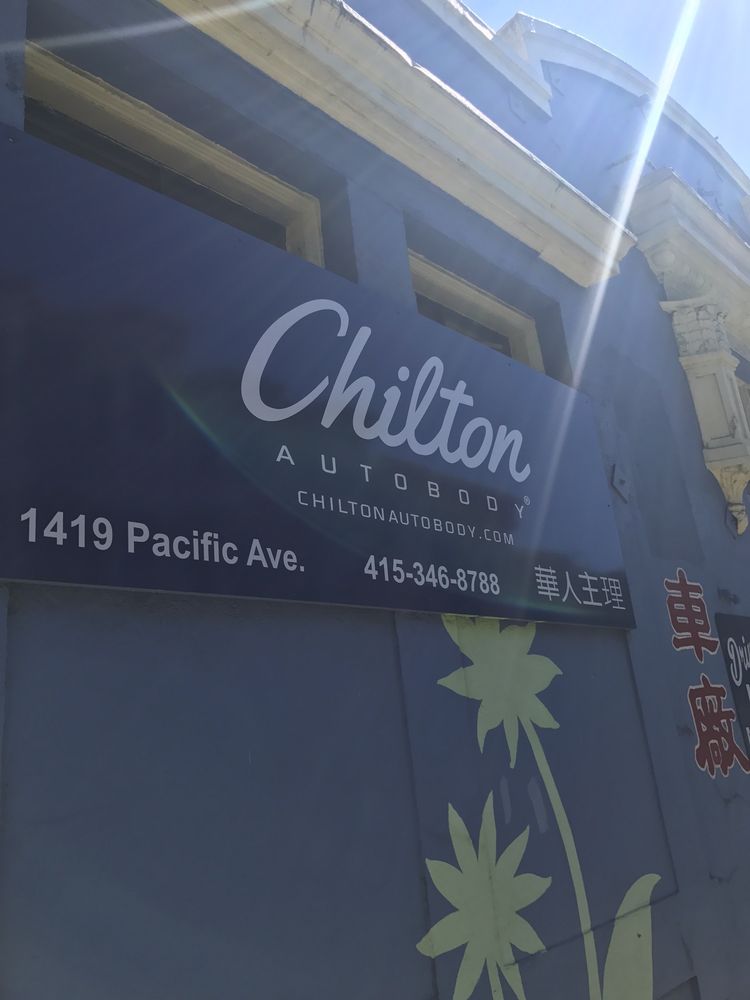 Chilton
AUTOBODY®
CHILTONAUTOBODY.COM
1419 Pacific Ave. 415-346-8788 華人主理
車廠